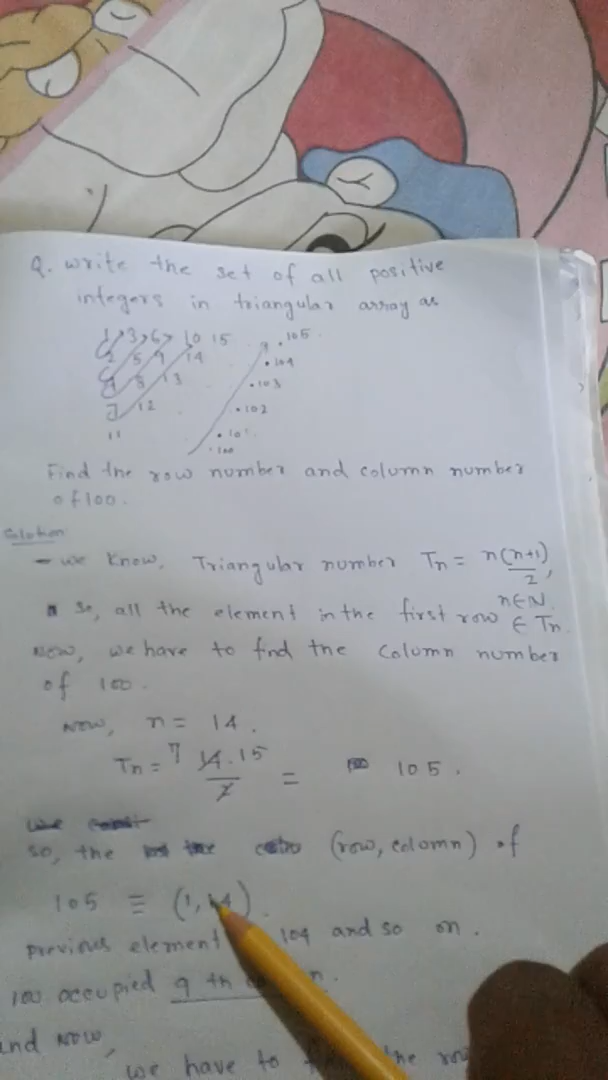 Q. Write the set of all positive
integers in triangular array as
1 3 6 10 15 .105
2 5 9 14 .104
4 8 13 .103
7 12 .102
11 .101
.100
Find the row number and column number
of 100.
Solution
- we know, Triangular number Tn = n(n+1)/2,
n∈N.
So, all the element in the first row ∈ Tn.
Now, we have to find the column number
of 100.
Now, n = 14.
Tn = 7 14.15/2 = 105.
So, the (row, column) of
105 ≡ (1,14).
Previous element 104 and so on.
100 occupied 9th
and now,
we have to the row